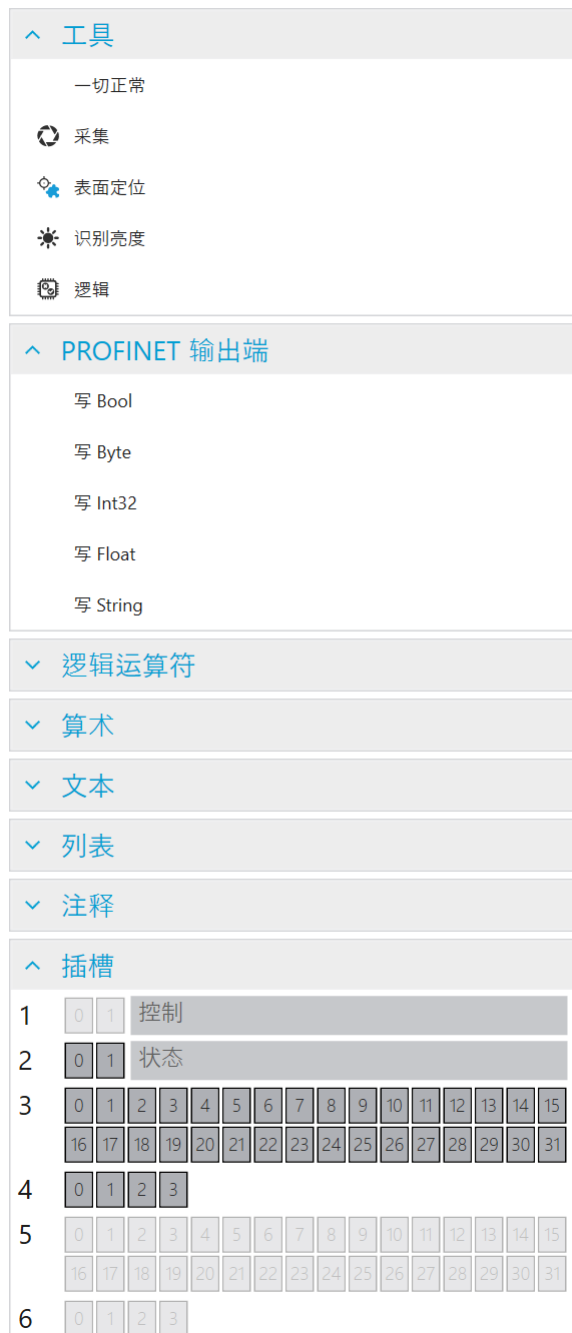 工具
一切正常
采集
表面定位
识别亮度
逻辑
PROFINET 输出端
写 Bool
写 Byte
写 Int32
写 Float
写 String
逻辑运算符
算术
文本
列表
注释
插槽
1 0 1 控制
2 0 1 状态
3 0 1 2 3 4 5 6 7 8 9 10 11 12 13 14 15
16 17 18 19 20 21 22 23 24 25 26 27 28 29 30 31
4 0 1 2 3
5 0 1 2 3 4 5 6 7 8 9 10 11 12 13 14 15
16 17 18 19 20 21 22 23 24 25 26 27 28 29 30 31
6 0 1 2 3